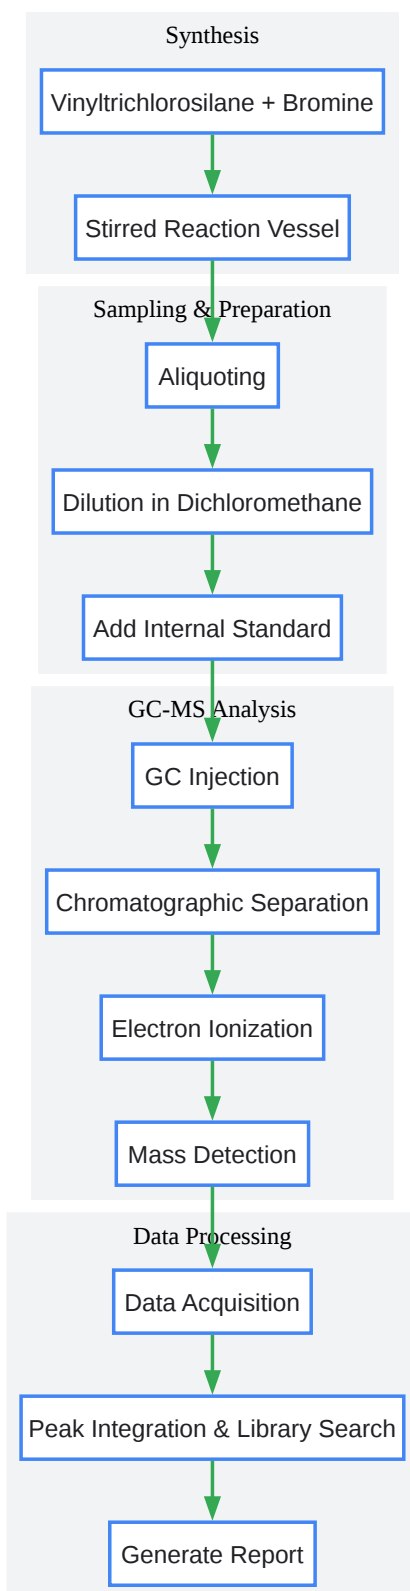 Synthesis
Vinyltrichlorosilane + Bromine
Stirred Reaction Vessel
Sampling & Preparation
Aliquoting
Dilution in Dichloromethane
Add Internal Standard
GC-MS Analysis
GC Injection
Chromatographic Separation
Electron Ionization
Mass Detection
Data Processing
Data Acquisition
Peak Integration & Library Search
Generate Report